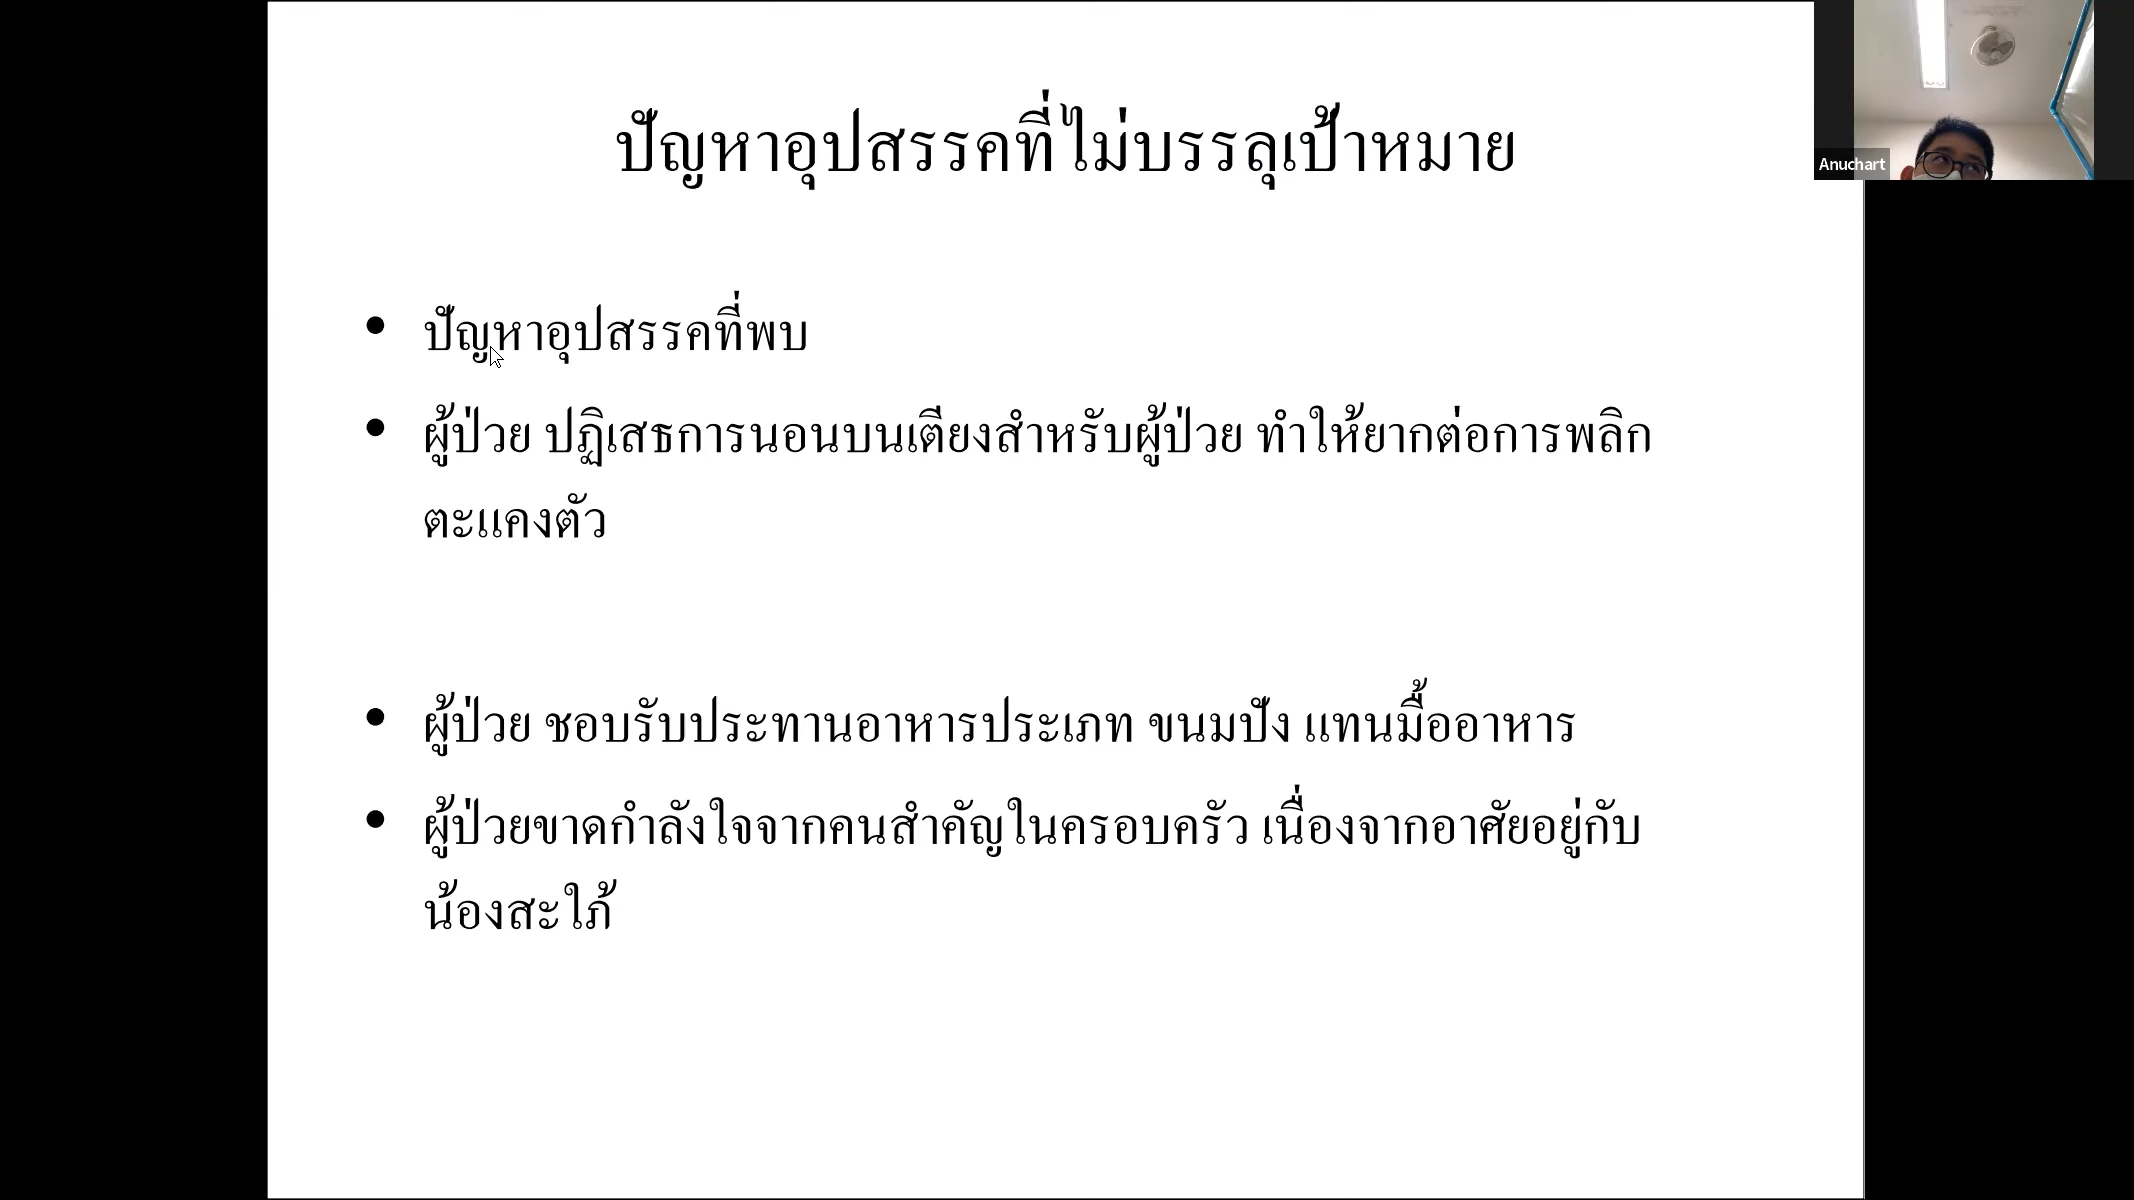 ปัญหาอุปสรรคที่ไม่บรรลุเป้าหมาย
Anuchart
• ปัญหาอุปสรรคที่พบ
• ผู้ป่วย ปฏิเสธการนอนบนเตียงสำหรับผู้ป่วย ทำให้ยากต่อการพลิก
ตะแคงตัว
• ผู้ป่วย ชอบรับประทานอาหารประเภท ขนมปัง แทนมื้ออาหาร
• ผู้ป่วยขาดกำลังใจจากคนสำคัญในครอบครัว เนื่องจากอาศัยอยู่กับ
น้องสะใภ้